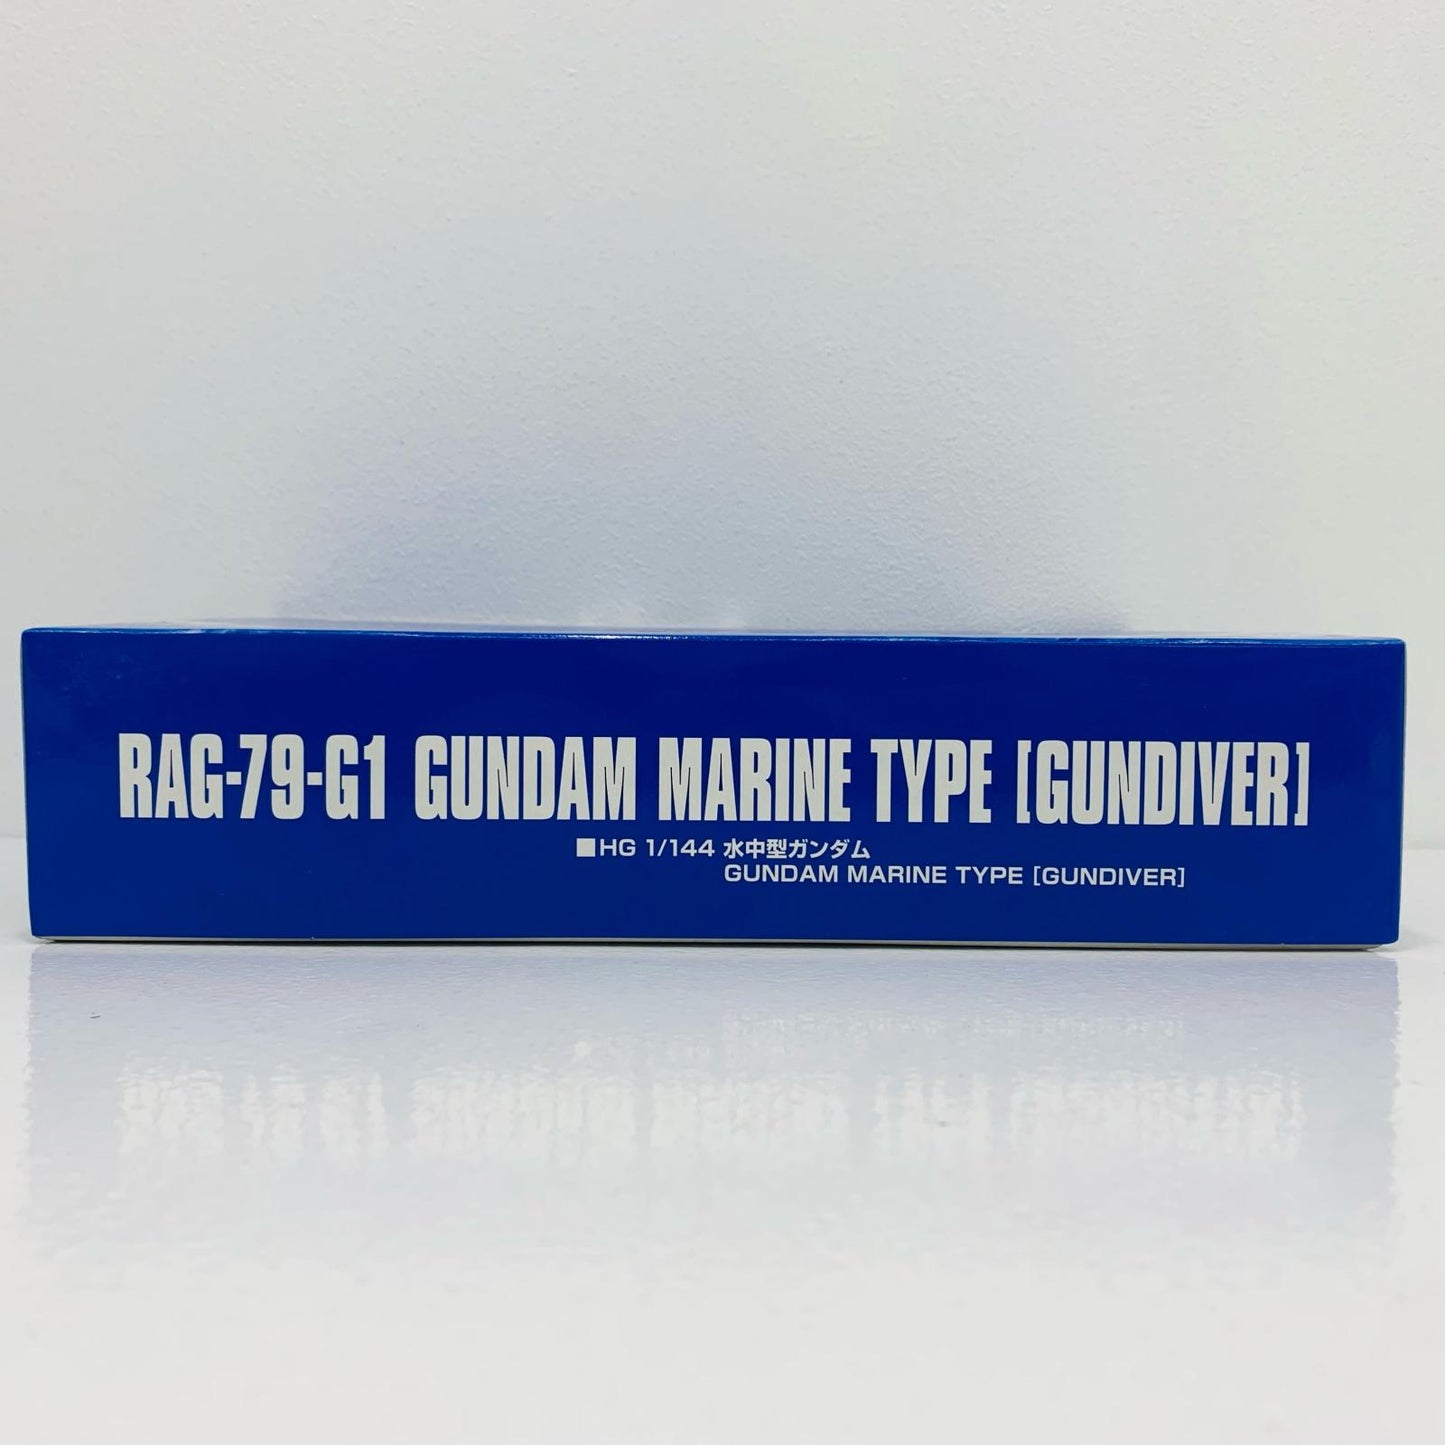 RAG-79-G1 GUNDAM MARINE TYPE [GUNDIVER]
■HG 1/144 水中型ガンダム
GUNDAM MARINE TYPE [GUNDIVER]